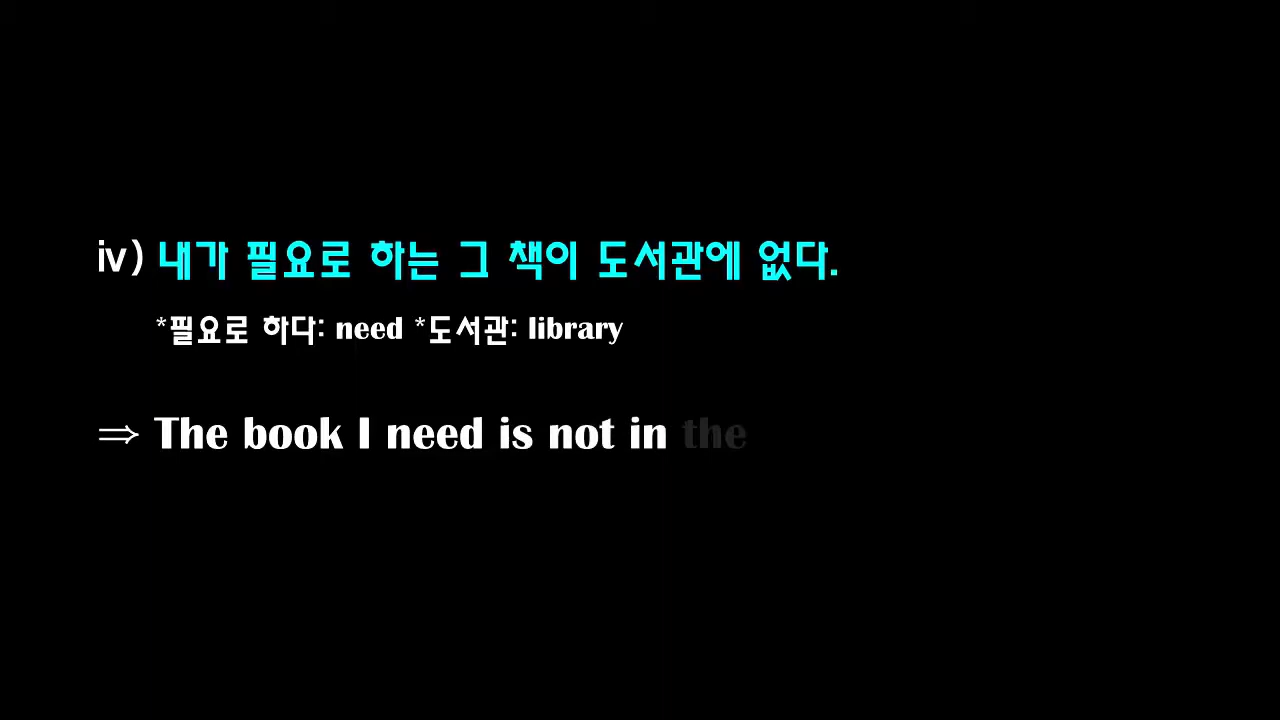 iv) 내가 필요로 하는 그 책이 도서관에 없다.
*필요로 하다: need *도서관: library
⇒ The book I need is not in the